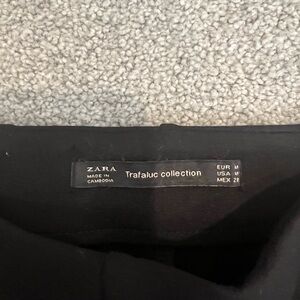 ZARA
MADE IN
CAMBODIA
Trafaluc collection
EUR M
USA M
MEX 28